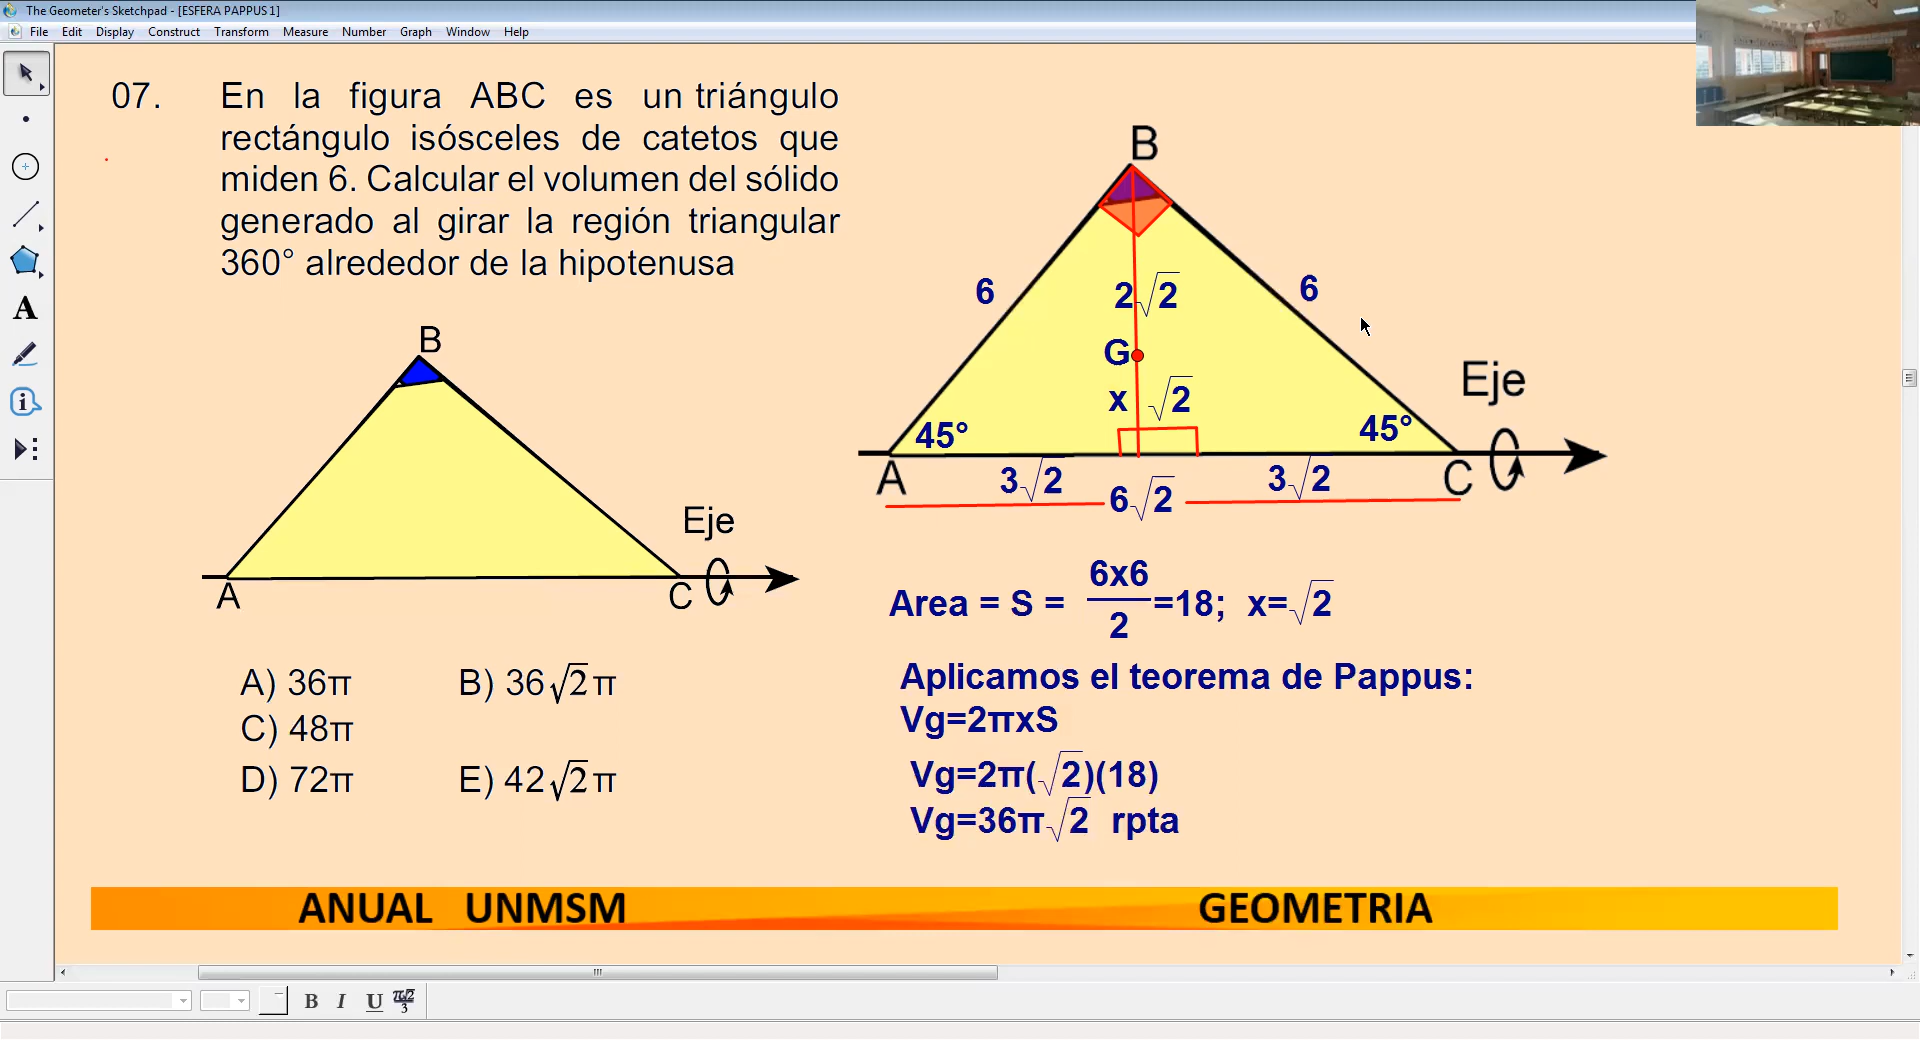 The Geometer's Sketchpad - [ESFERA PAPPUS 1]
File Edit Display Construct Transform Measure Number Graph Window Help
07. En la figura ABC es un triángulo
rectángulo isósceles de catetos que
miden 6. Calcular el volumen del sólido
generado al girar la región triangular
360° alrededor de la hipotenusa
B
A
C
Eje
A) 36π B) 36√2π
C) 48π
D) 72π E) 42√2π
B
6
2√2
6
G
x √2
Eje
45°
45°
A
3√2
3√2
C
6√2
Area = S = 6x6/2 =18; x=√2
Aplicamos el teorema de Pappus:
Vg=2πxS
Vg=2π(√2)(18)
Vg=36π√2 rpta
ANUAL UNMSM GEOMETRIA
A
B I U π√2/3